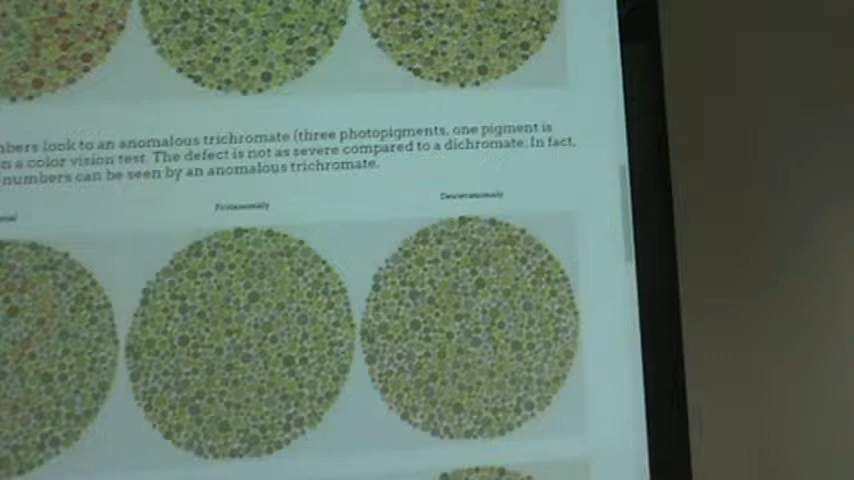 look to an anomalous trichromate (three photopigments, one pigment is
a color vision test. The defect is not as severe compared to a dichromate. In fact,
numbers can be seen by an anomalous trichromate.
Protanomaly
Deuteranomaly